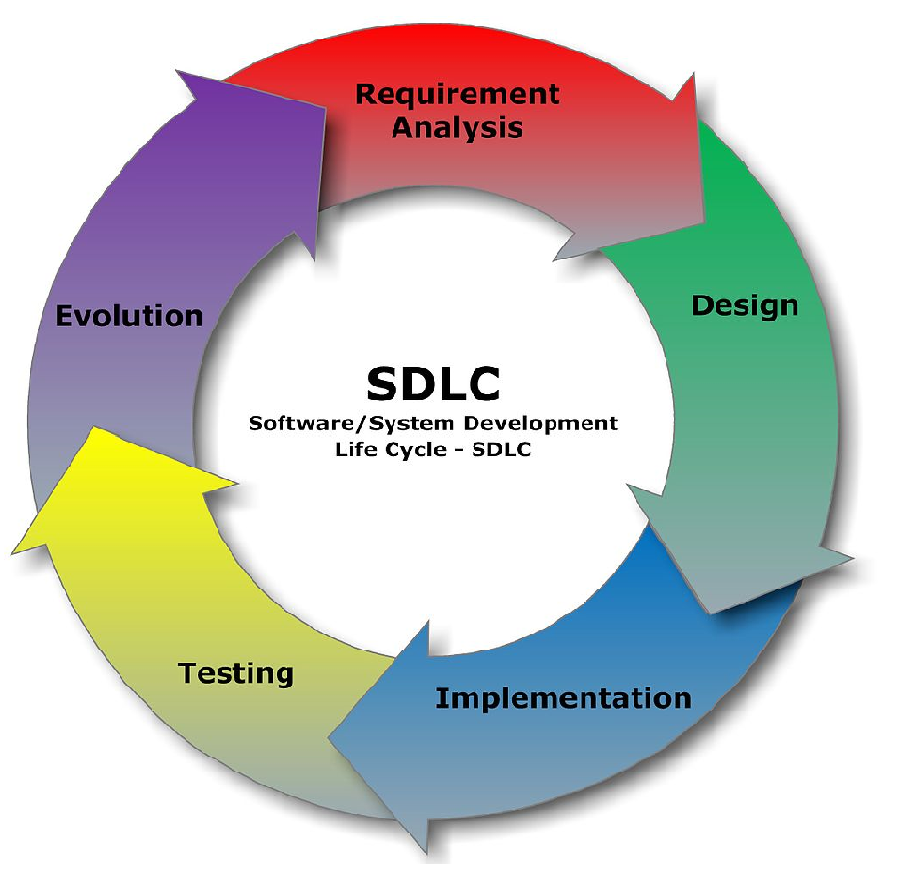 Requirement
Analysis
Design
Evolution
SDLC
Software/System Development
Life Cycle - SDLC
Testing
Implementation